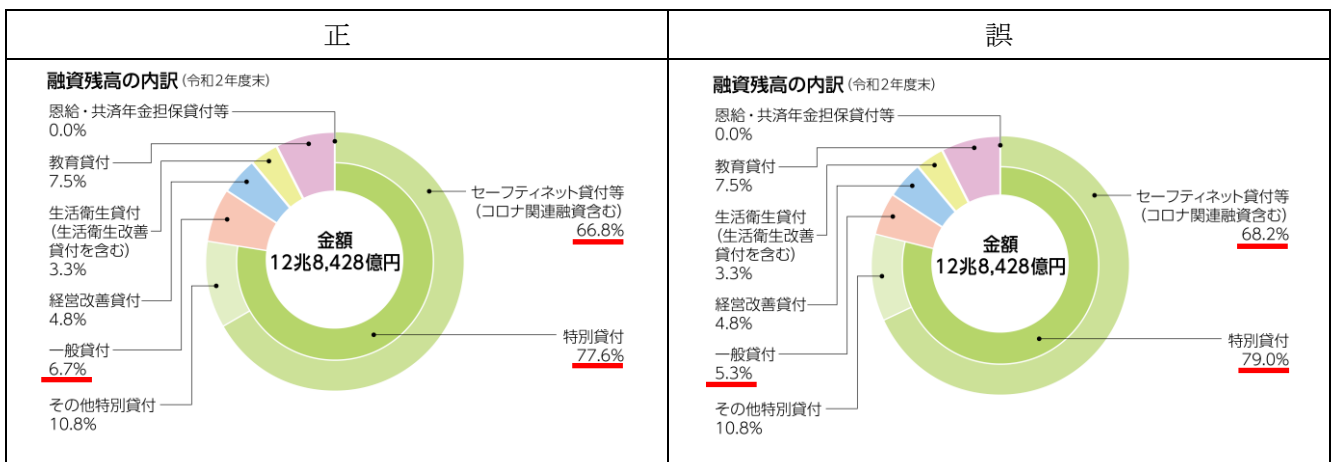 正
誤
融資残高の内訳(令和2年度末)
恩給・共済年金担保貸付等
0.0%
教育貸付
7.5%
生活衛生貸付
(生活衛生改善
貸付を含む)
3.3%
経営改善貸付
4.8%
一般貸付
6.7%
その他特別貸付
10.8%
金額
12兆8,428億円
セーフティネット貸付等
(コロナ関連融資含む)
66.8%
特別貸付
77.6%
融資残高の内訳(令和2年度末)
恩給・共済年金担保貸付等
0.0%
教育貸付
7.5%
生活衛生貸付
(生活衛生改善
貸付を含む)
3.3%
経営改善貸付
4.8%
一般貸付
5.3%
その他特別貸付
10.8%
金額
12兆8,428億円
セーフティネット貸付等
(コロナ関連融資含む)
68.2%
特別貸付
79.0%